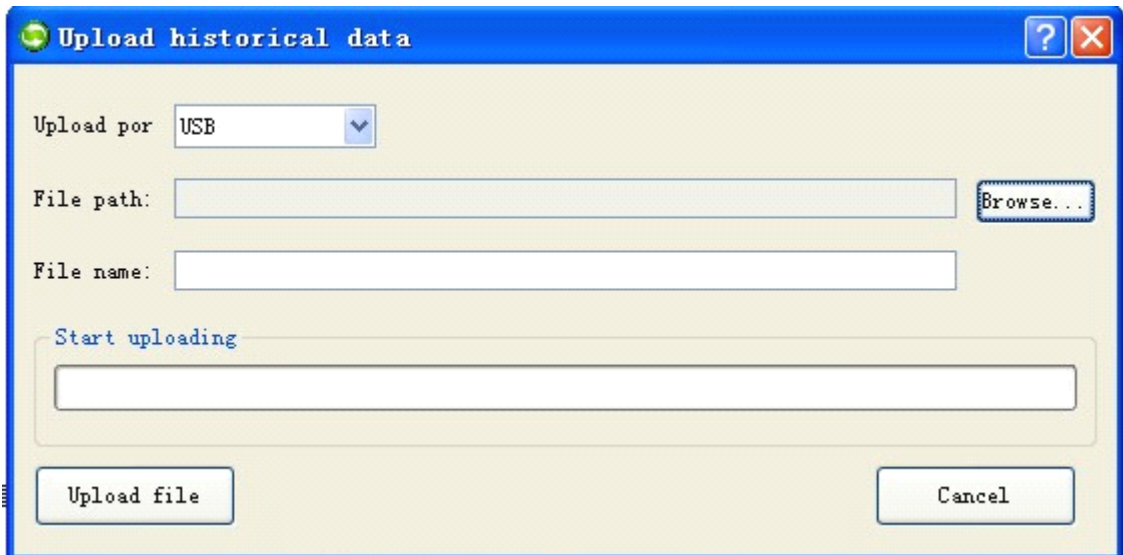 Upload historical data
Upload por USB
File path: Browse...
File name:
Start uploading
Upload file Cancel